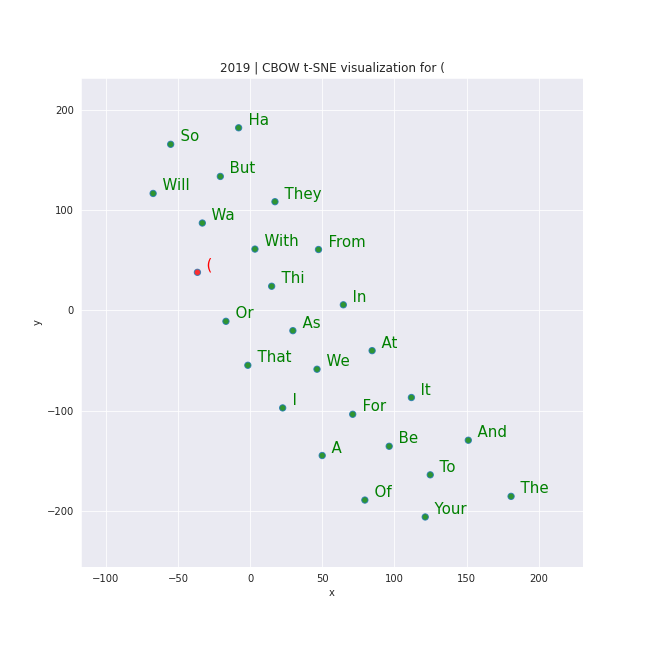 2019 | CBOW t-SNE visualization for (
200
100
0
−100
−200
y
Ha
So
But
Will
They
Wa
With
From
(
Thi
In
Or
As
At
That
We
It
I
For
And
Be
A
To
The
Of
Your
−100
−50
0
50
100
150
200
x